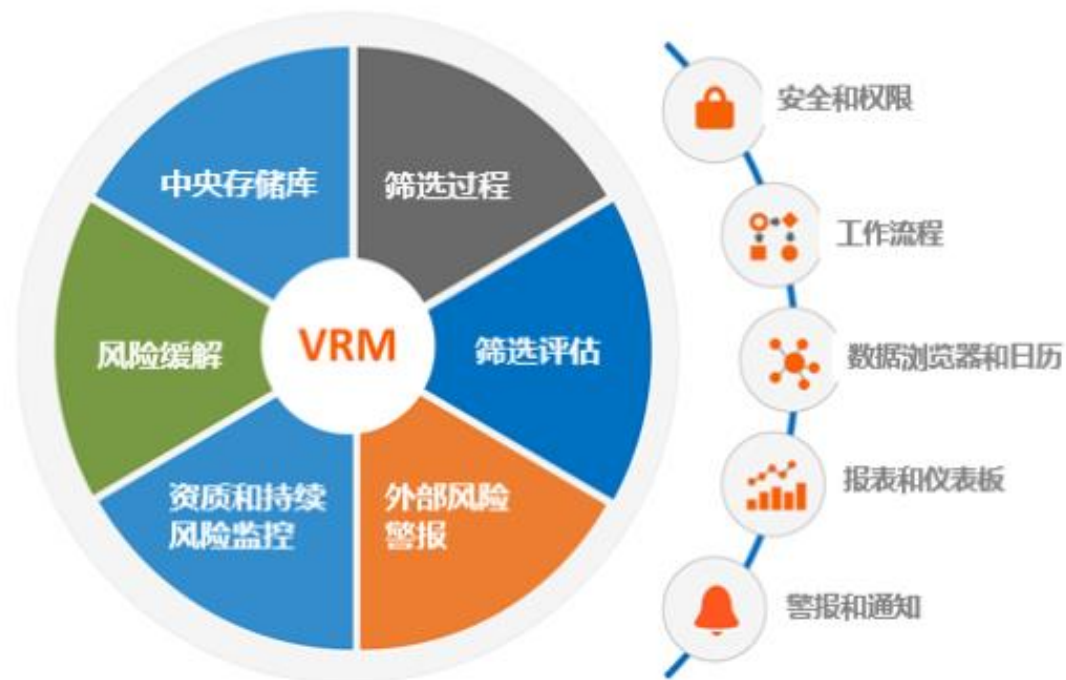 中央存储库
筛选过程
风险缓解
VRM
筛选评估
资质和持续
风险监控
外部风险
警报
安全和权限
工作流程
数据浏览器和日历
报表和仪表板
警报和通知